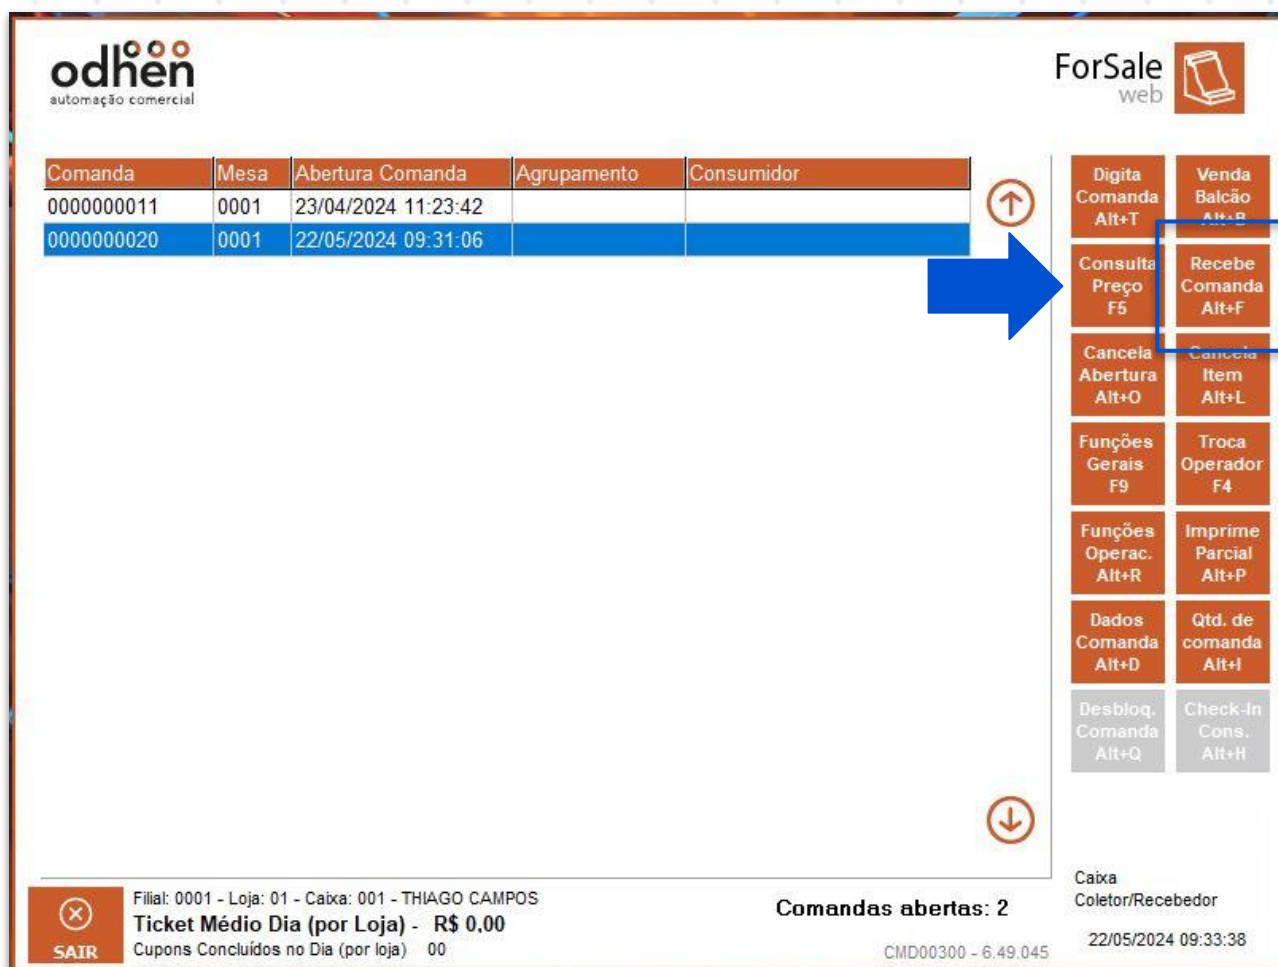 odhen
automação comercial
ForSale
web
Comanda Mesa Abertura Comanda Agrupamento Consumidor
0000000011 0001 23/04/2024 11:23:42
0000000020 0001 22/05/2024 09:31:06
Digita
Comanda
Alt+T
Venda
Balcão
Alt+B
Consulta
Preço
F5
Recebe
Comanda
Alt+F
Cancela
Abertura
Alt+O
Cancela
Item
Alt+L
Funções
Gerais
F9
Troca
Operador
F4
Funções
Operac.
Alt+R
Imprime
Parcial
Alt+P
Dados
Comanda
Alt+D
Qtd. de
comanda
Alt+I
Desbloq.
Comanda
Alt+Q
Check-In
Cons.
Alt+H
SAIR
Filial: 0001 - Loja: 01 - Caixa: 001 - THIAGO CAMPOS
Ticket Médio Dia (por Loja) - R$ 0,00
Cupons Concluídos no Dia (por loja) 00
Comandas abertas: 2
CMD00300 - 6.49.045
Caixa
Coletor/Recebedor
22/05/2024 09:33:38